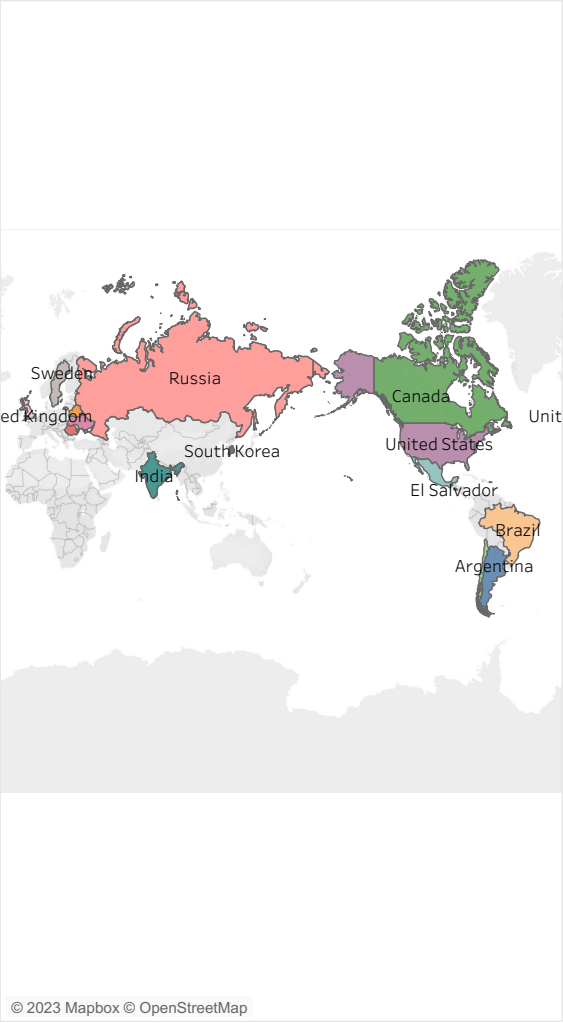 Sweden
Russia
Canada
ed Kingdom
Unit
United States
South Korea
India
El Salvador
Brazil
Argentina
© 2023 Mapbox © OpenStreetMap